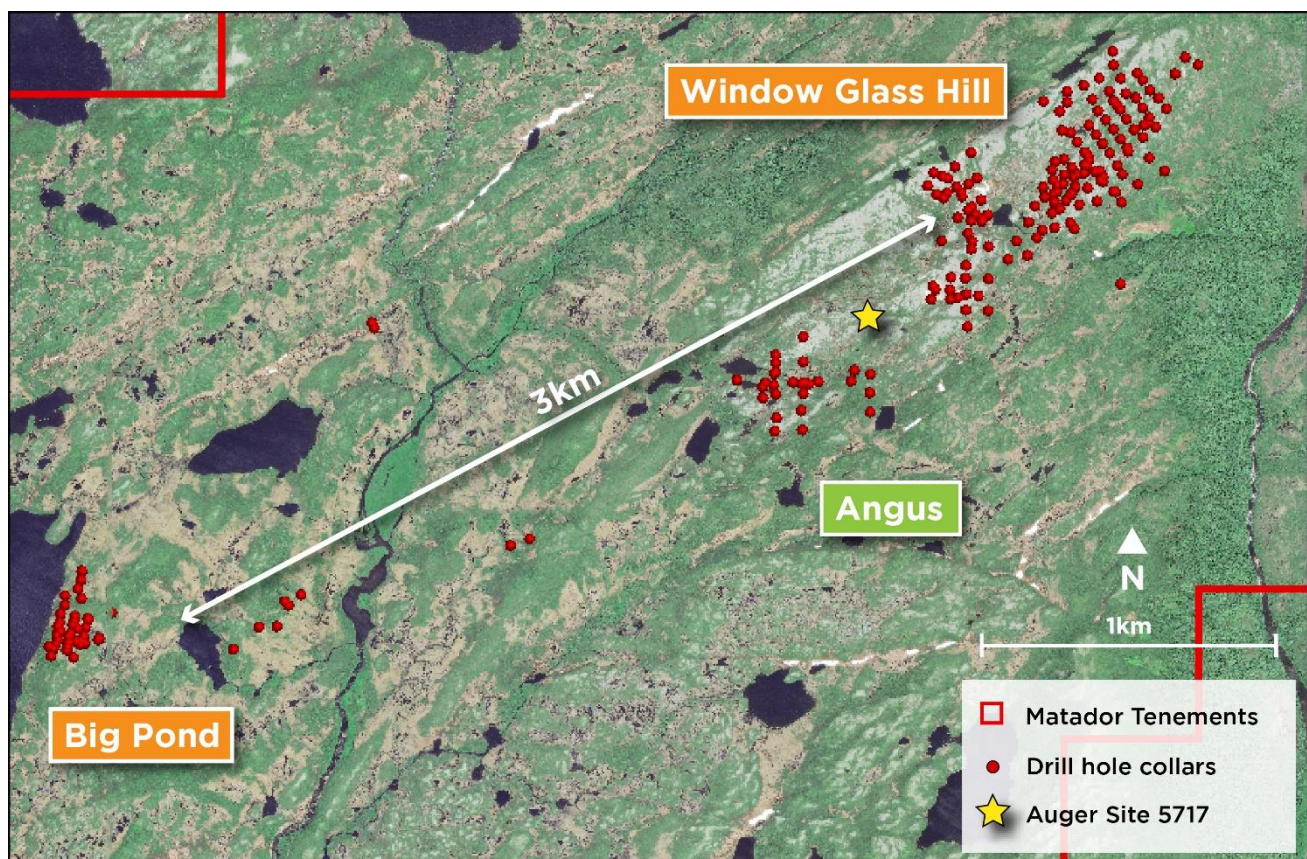 Window Glass Hill
3km
Angus
N
1km
Big Pond
Matador Tenements
Drill hole collars
Auger Site 5717